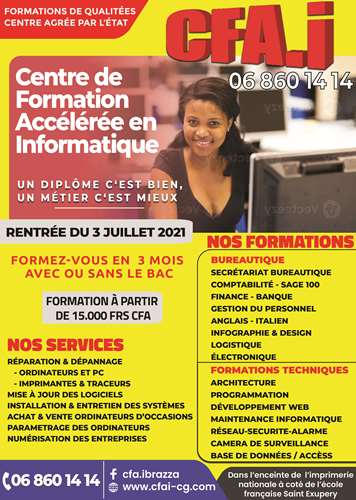 FORMATIONS DE QUALITÉES
CENTRE AGRÉE PAR L'ÉTAT
CFA.i
06 860 14 14
Centre de
Formation
Accélérée en
Informatique
UN DIPLÔME C'EST BIEN,
UN MÉTIER C'EST MIEUX
RENTRÉE DU 3 JUILLET 2021
FORMEZ-VOUS EN 3 MOIS
AVEC OU SANS LE BAC
FORMATION À PARTIR
DE 15.000 FRS CFA
NOS SERVICES
RÉPARATION & DÉPANNAGE
- ORDINATEURS ET PC
- IMPRIMANTES & TRACEURS
MISE À JOUR DES LOGICIELS
INSTALLATION & ENTRETIEN DES SYSTÈMES
ACHAT & VENTE ORDINATEURS D'OCCASIONS
PARAMETRAGE DES ORDINATEURS
NUMÉRISATION DES ENTREPRISES
NOS FORMATIONS
BUREAUTIQUE
SECRÉTARIAT BUREAUTIQUE
COMPTABILITÉ - SAGE 100
FINANCE - BANQUE
GESTION DU PERSONNEL
ANGLAIS - ITALIEN
INFOGRAPHIE & DESIGN
LOGISTIQUE
ÉLECTRONIQUE
FORMATIONS TECHNIQUES
ARCHITECTURE
PROGRAMMATION
DÉVELOPPEMENT WEB
MAINTENANCE INFORMATIQUE
RÉSEAU-SECURITE-ALARME
CAMERA DE SURVEILLANCE
BASE DE DONNÉES / ACCÈS
06 860 14 14
cfa.ibrazza
www.cfai-cg.com
Dans l'enceinte de l'imprimerie
nationale à coté de l'école
française Saint Exupery
Vecteezy